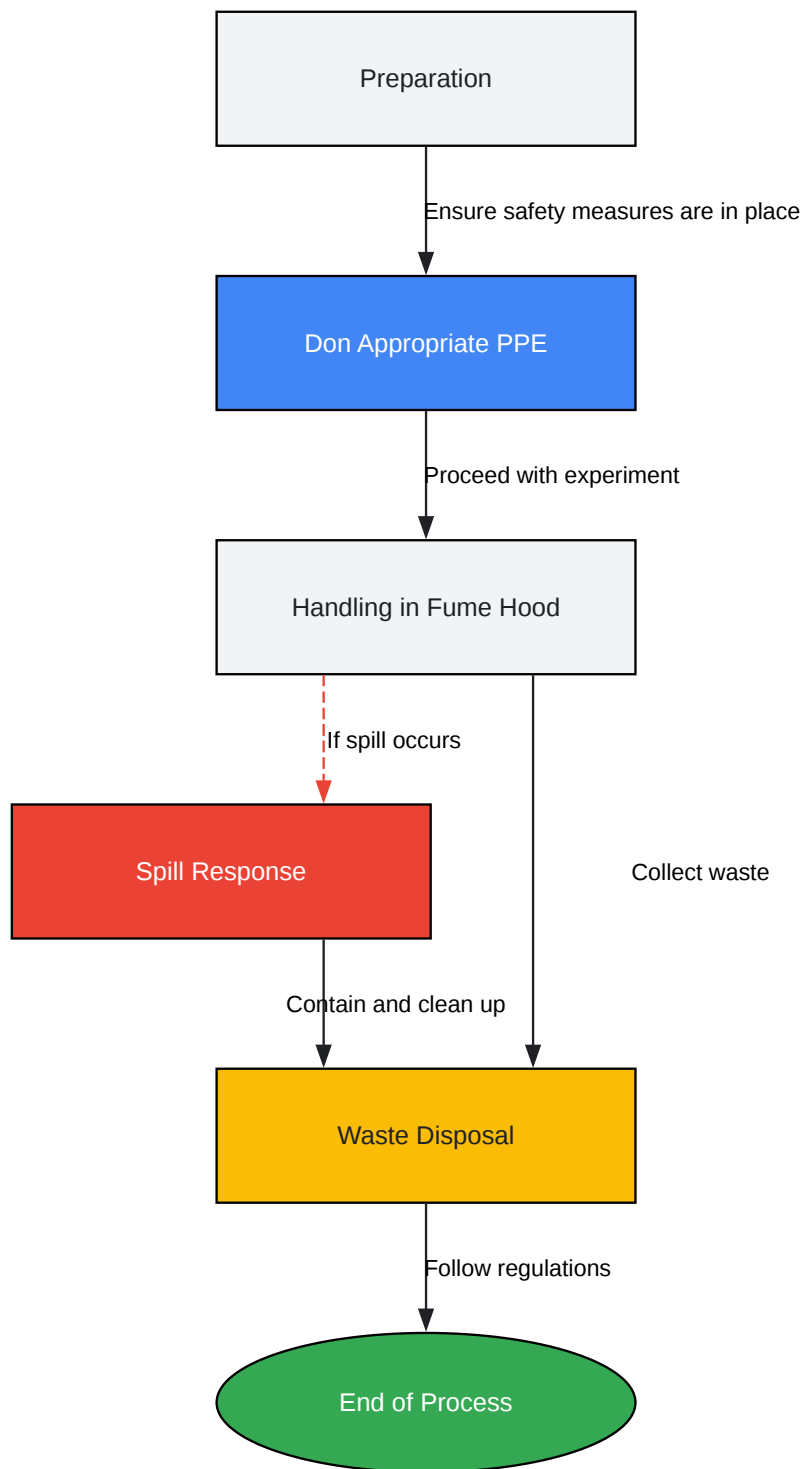 Preparation
Ensure safety measures are in place
Don Appropriate PPE
Proceed with experiment
Handling in Fume Hood
If spill occurs
Spill Response
Collect waste
Contain and clean up
Waste Disposal
Follow regulations
End of Process